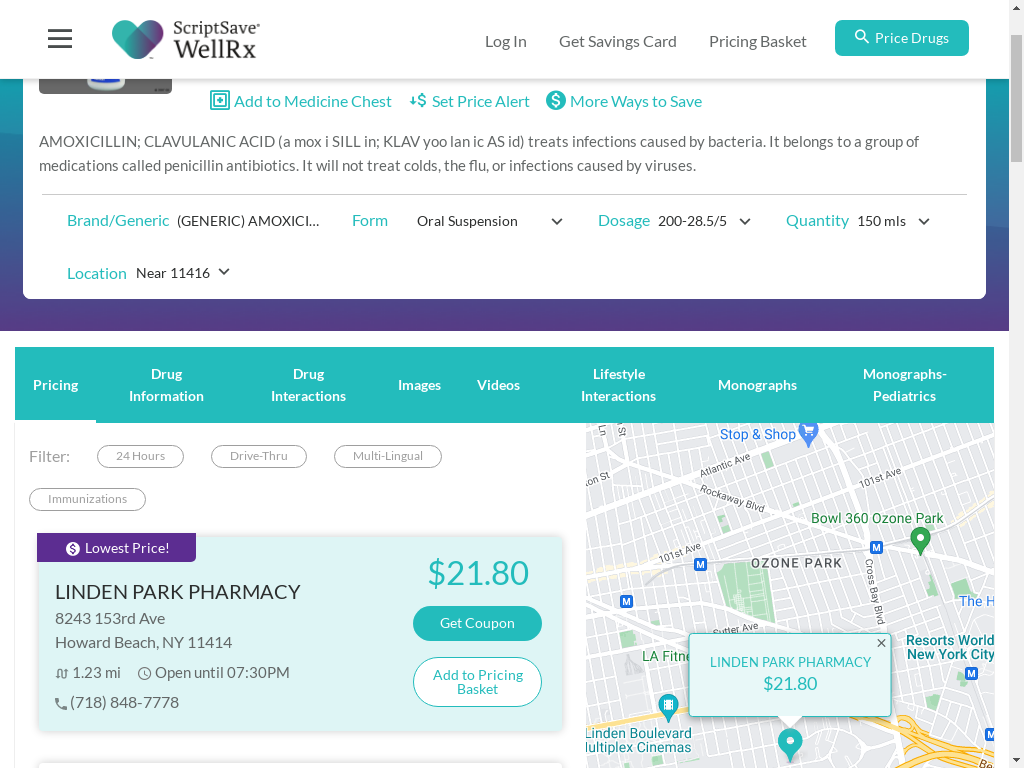 ScriptSave®
WellRx
Log In
Get Savings Card
Pricing Basket
Price Drugs
Add to Medicine Chest
Set Price Alert
More Ways to Save
AMOXICILLIN; CLAVULANIC ACID (a mox i SILL in; KLAV yoo lan ic AS id) treats infections caused by bacteria. It belongs to a group of
medications called penicillin antibiotics. It will not treat colds, the flu, or infections caused by viruses.
Brand/Generic (GENERIC) AMOXICI...
Form Oral Suspension
Dosage 200-28.5/5
Quantity 150 mls
Location Near 11416
Pricing
Drug
Information
Drug
Interactions
Images
Videos
Lifestyle
Interactions
Monographs
Monographs-
Pediatrics
Filter:
24 Hours
Drive-Thru
Multi-Lingual
Immunizations
Lowest Price!
LINDEN PARK PHARMACY
8243 153rd Ave
Howard Beach, NY 11414
1.23 mi
Open until 07:30PM
(718) 848-7778
$21.80
Get Coupon
Add to Pricing
Basket
Ln
St
Stop & Shop
on St
Atlantic Ave
101st Ave
Rockaway Blvd
Bowl 360 Ozone Park
101st Ave
M
M
OZONE PARK
Cross Bay Blvd
M
The H
Sutter Ave
Resorts World
New York City
LA Fitne
M
LINDEN PARK PHARMACY
$21.80
Linden Boulevard
Multiplex Cinemas
M